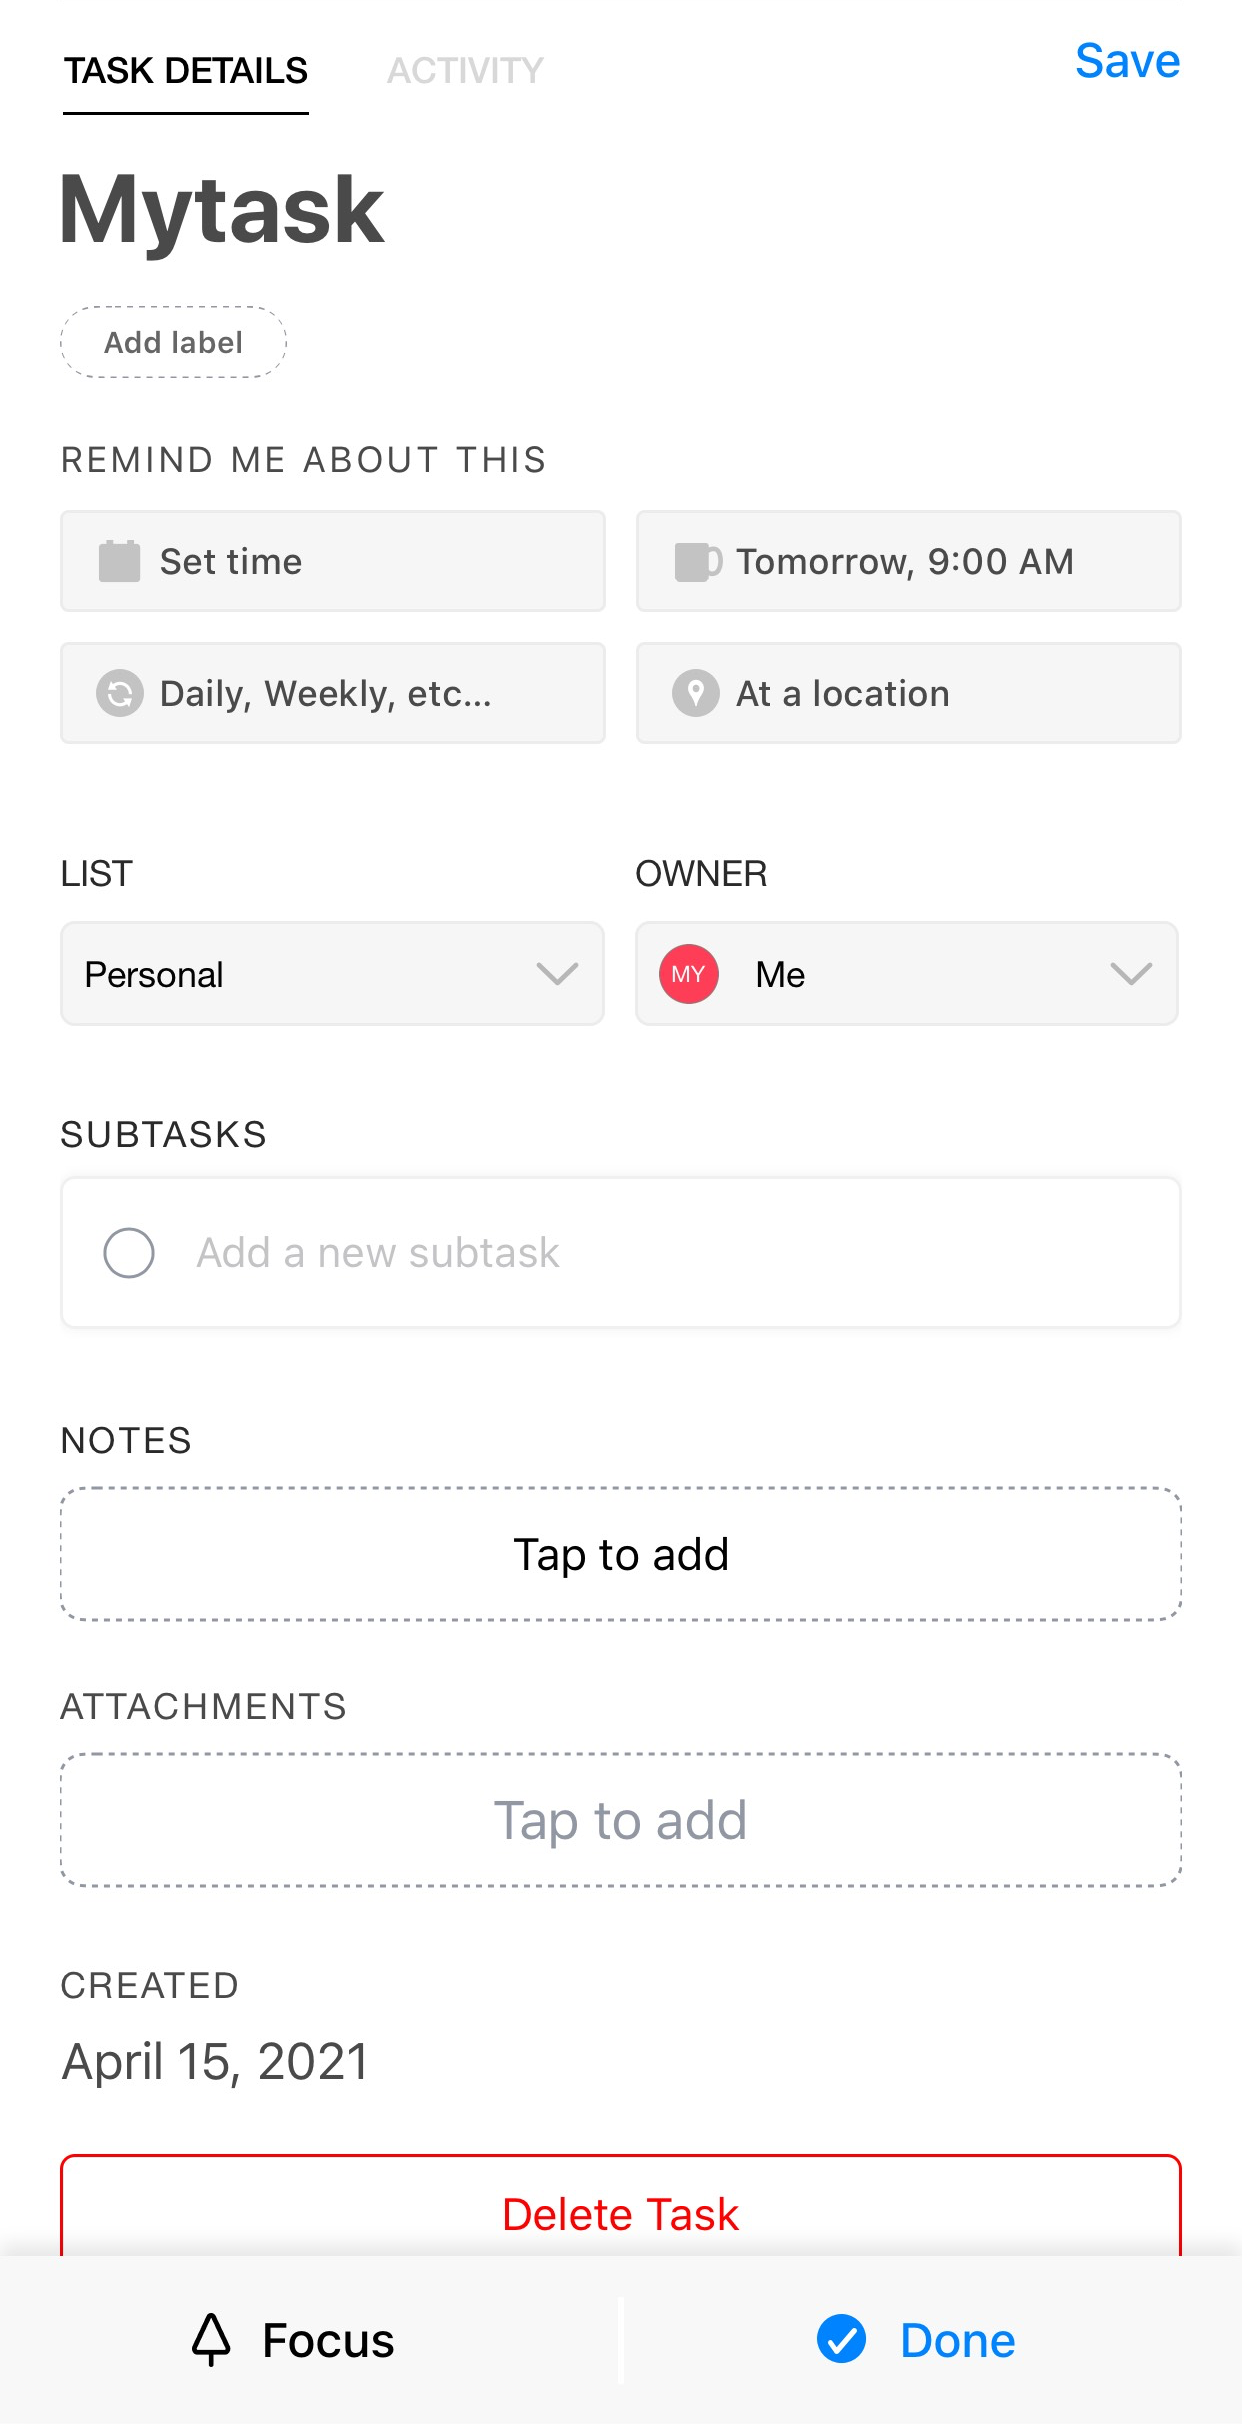 TASK DETAILS
ACTIVITY
Save
Mytask
Add label
REMIND ME ABOUT THIS
Set time
Tomorrow, 9:00 AM
Daily, Weekly, etc...
At a location
LIST
OWNER
Personal
MY
Me
SUBTASKS
Add a new subtask
NOTES
Tap to add
ATTACHMENTS
Tap to add
CREATED
April 15, 2021
Delete Task
Focus
Done